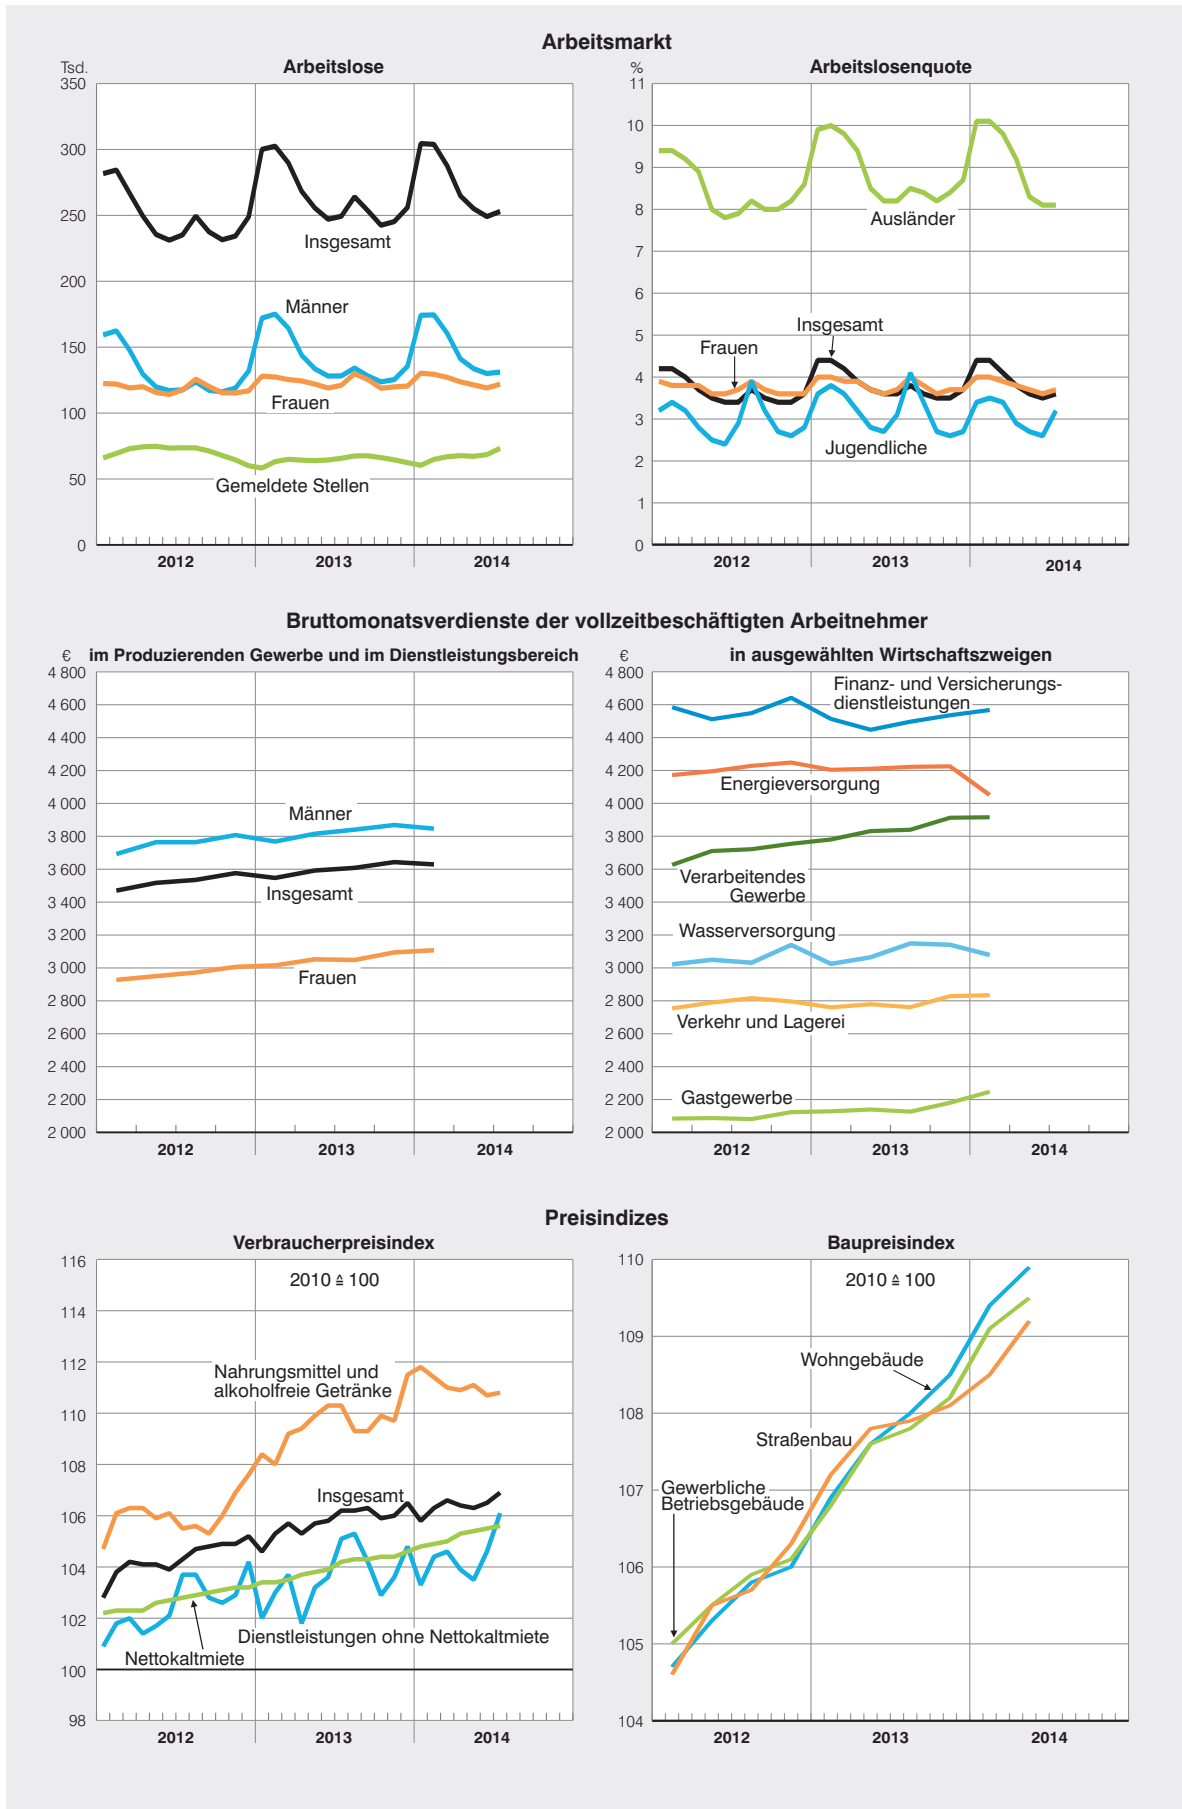 Arbeitsmarkt
Tsd.
Arbeitslose
350
300
250
200
150
100
50
0
Insgesamt
Männer
Frauen
Gemeldete Stellen
2012
2013
2014
%
Arbeitslosenquote
11
10
9
8
7
6
5
4
3
2
1
0
Ausländer
Insgesamt
Frauen
Jugendliche
2012
2013
2014
Bruttomonatsverdienste der vollzeitbeschäftigten Arbeitnehmer
€
im Produzierenden Gewerbe und im Dienstleistungsbereich
4 800
4 600
4 400
4 200
4 000
3 800
3 600
3 400
3 200
3 000
2 800
2 600
2 400
2 200
2 000
Männer
Insgesamt
Frauen
2012
2013
2014
€
in ausgewählten Wirtschaftszweigen
4 800
4 600
4 400
4 200
4 000
3 800
3 600
3 400
3 200
3 000
2 800
2 600
2 400
2 200
2 000
Finanz- und Versicherungs-
dienstleistungen
Energieversorgung
Verarbeitendes
Gewerbe
Wasserversorgung
Verkehr und Lagerei
Gastgewerbe
2012
2013
2014
Preisindizes
Verbraucherpreisindex
116
114
112
110
108
106
104
102
100
98
2010 ≙ 100
Nahrungsmittel und
alkoholfreie Getränke
Insgesamt
Dienstleistungen ohne Nettokaltmiete
Nettokaltmiete
2012
2013
2014
Baupreisindex
110
109
108
107
106
105
104
2010 ≙ 100
Wohngebäude
Straßenbau
Gewerbliche
Betriebsgebäude
2012
2013
2014